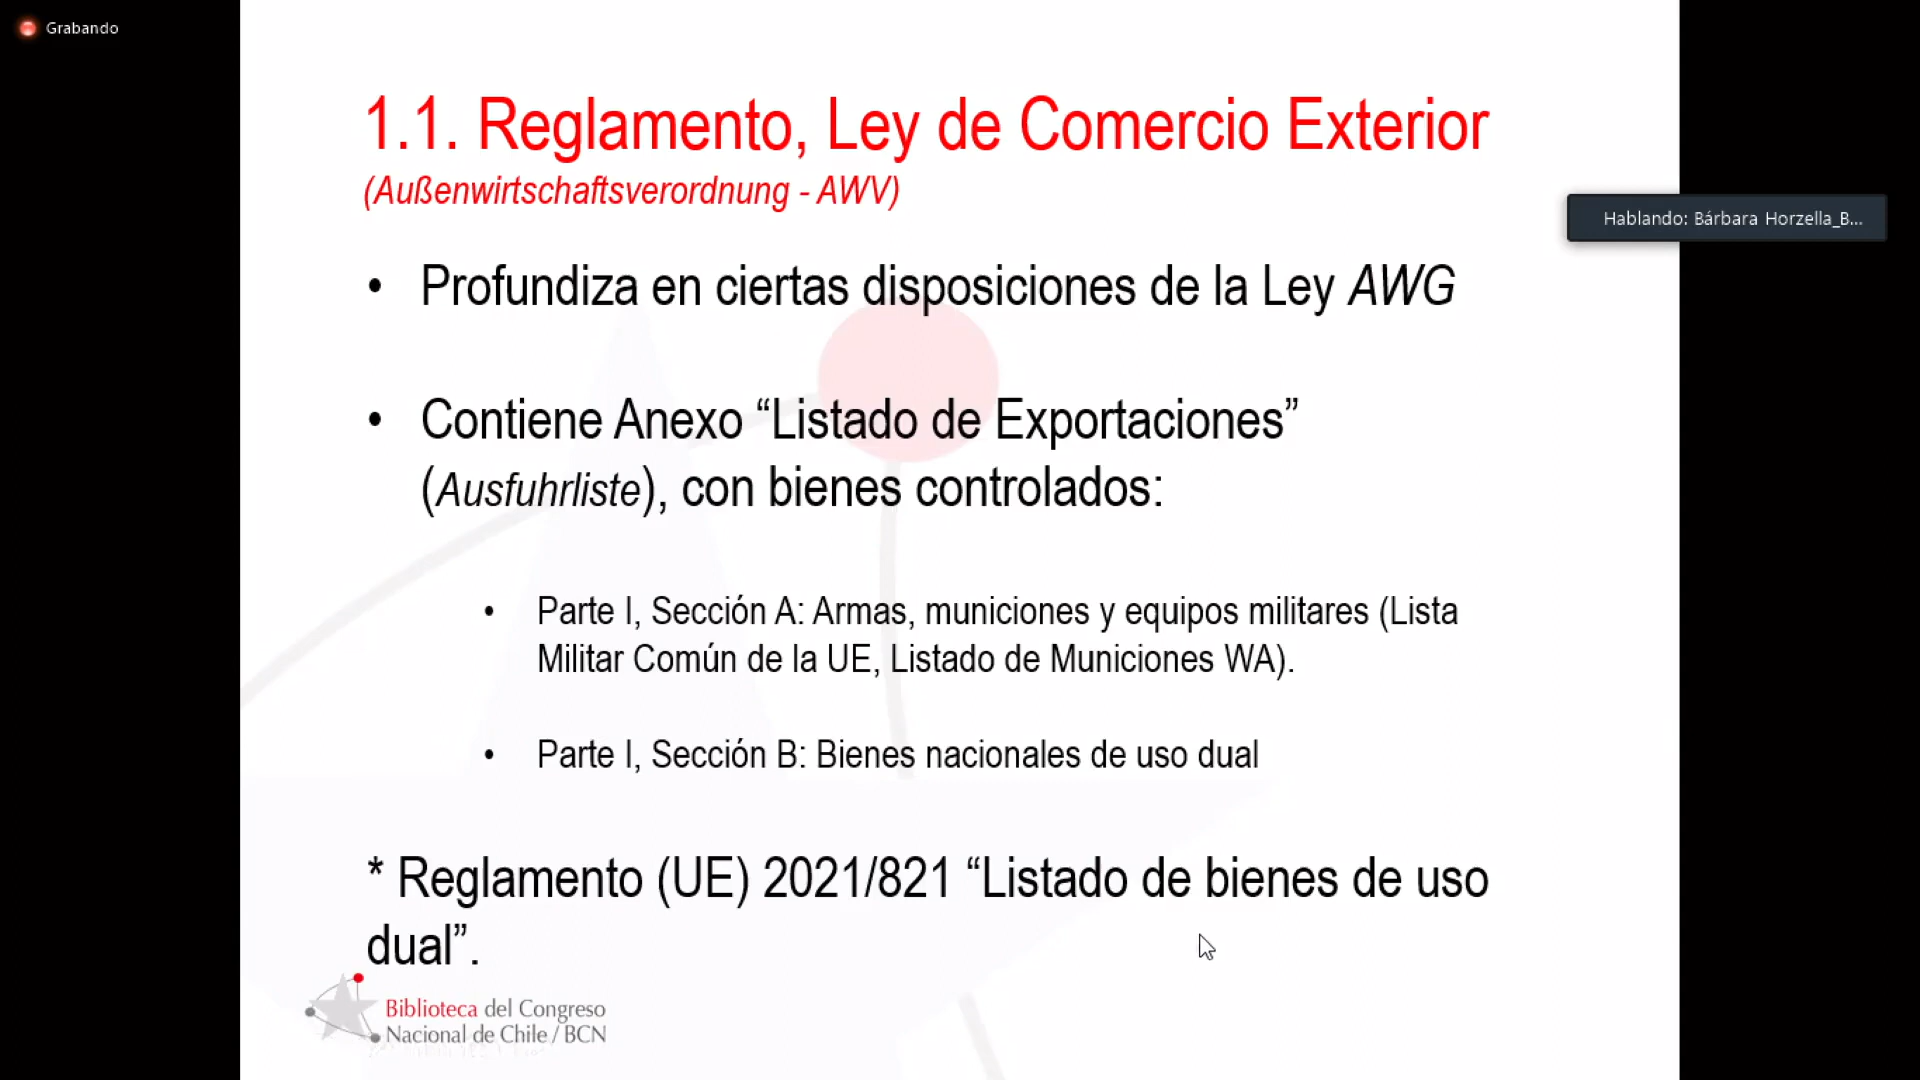 Grabando
1.1. Reglamento, Ley de Comercio Exterior
(Außenwirtschaftsverordnung - AWV)
Hablando: Bárbara Horzella_B...
• Profundiza en ciertas disposiciones de la Ley AWG
• Contiene Anexo “Listado de Exportaciones”
(Ausfuhrliste), con bienes controlados:
• Parte I, Sección A: Armas, municiones y equipos militares (Lista
Militar Común de la UE, Listado de Municiones WA).
• Parte I, Sección B: Bienes nacionales de uso dual
* Reglamento (UE) 2021/821 “Listado de bienes de uso
dual”.
Biblioteca del Congreso
Nacional de Chile / BCN